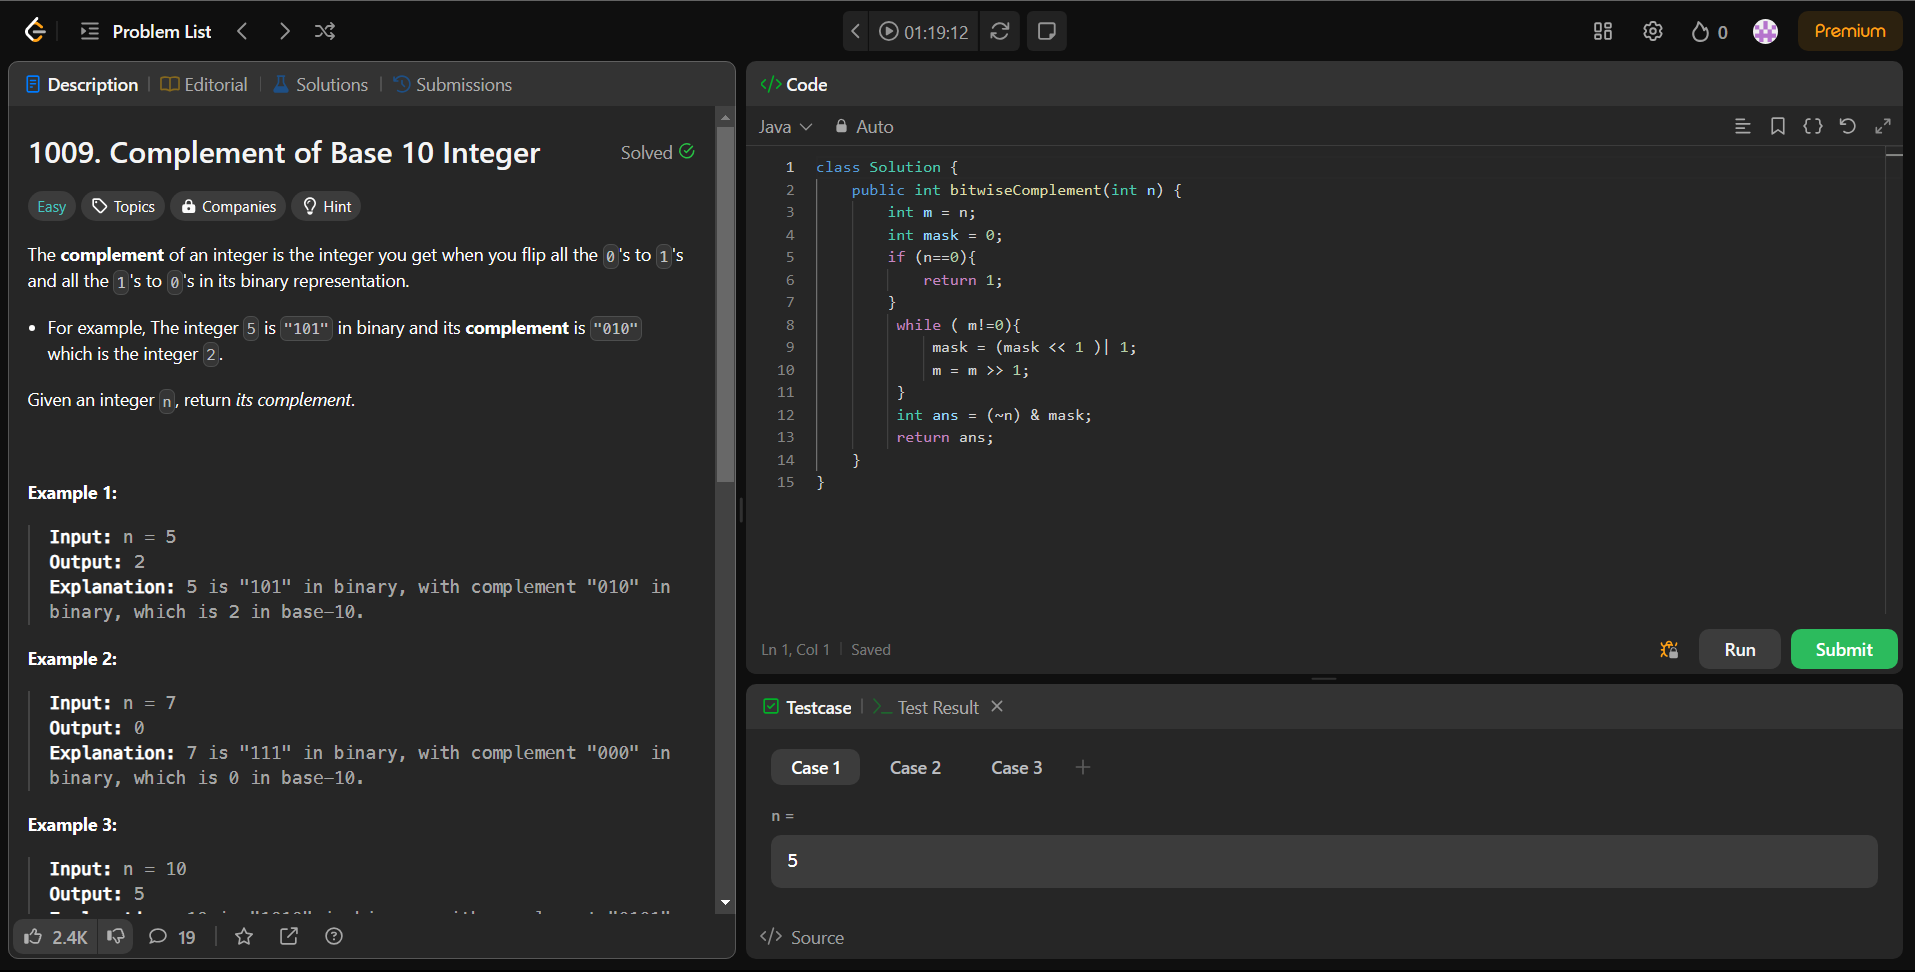 Problem List
01:19:12
0
Premium
Description
Editorial
Solutions
Submissions
1009. Complement of Base 10 Integer
Solved
Easy
Topics
Companies
Hint
The complement of an integer is the integer you get when you flip all the 0's to 1's
and all the 1's to 0's in its binary representation.
• For example, The integer 5 is "101" in binary and its complement is "010"
which is the integer 2.
Given an integer n, return its complement.
Example 1:
Input: n = 5
Output: 2
Explanation: 5 is "101" in binary, with complement "010" in
binary, which is 2 in base-10.
Example 2:
Input: n = 7
Output: 0
Explanation: 7 is "111" in binary, with complement "000" in
binary, which is 0 in base-10.
Example 3:
Input: n = 10
Output: 5
2.4K
19
</> Code
Java
Auto
1 class Solution {
2 public int bitwiseComplement(int n) {
3 int m = n;
4 int mask = 0;
5 if (n==0){
6 return 1;
7 }
8 while ( m!=0){
9 mask = (mask << 1 )| 1;
10 m = m >> 1;
11 }
12 int ans = (~n) & mask;
13 return ans;
14 }
15 }
Ln 1, Col 1
Saved
Run
Submit
Testcase
Test Result
Case 1
Case 2
Case 3
n =
5
</> Source